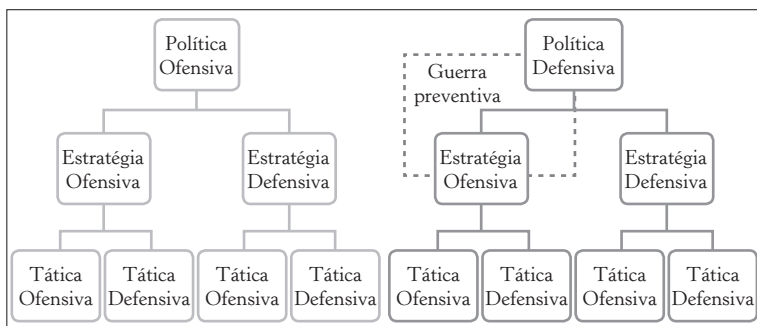 Política
Ofensiva
Política
Defensiva
Guerra
preventiva
Estratégia
Ofensiva
Estratégia
Defensiva
Estratégia
Ofensiva
Estratégia
Defensiva
Tática
Ofensiva
Tática
Defensiva
Tática
Ofensiva
Tática
Defensiva
Tática
Ofensiva
Tática
Defensiva
Tática
Ofensiva
Tática
Defensiva